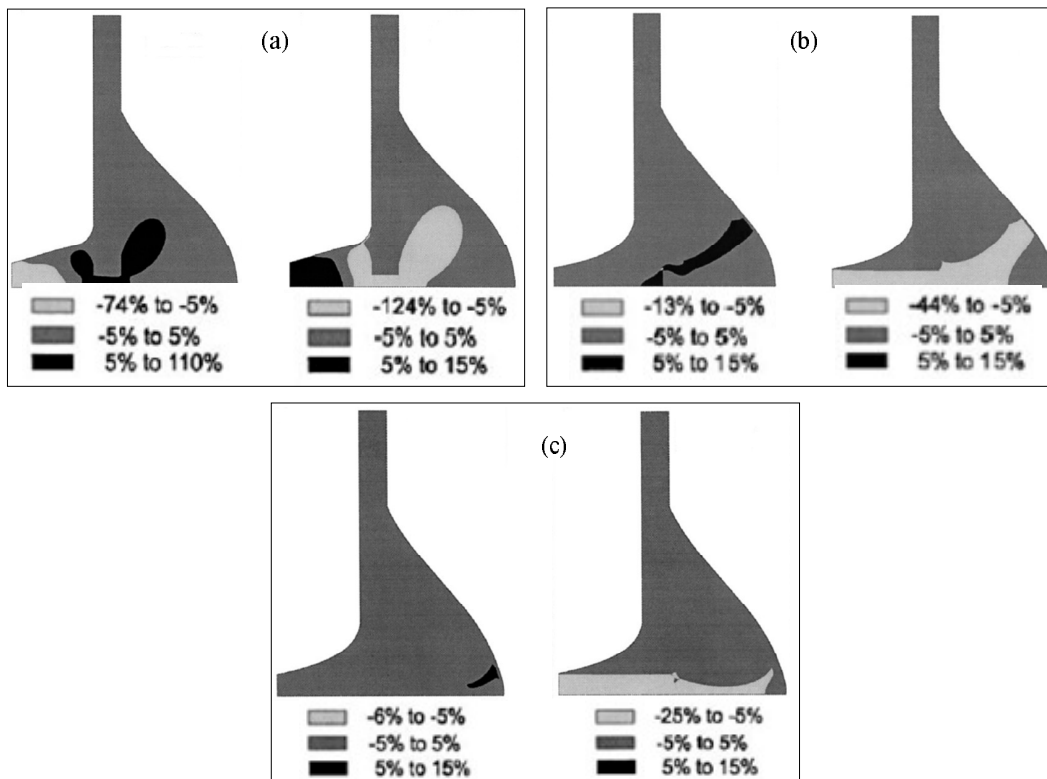 (a)
-74% to -5%
-5% to 5%
5% to 110%
-124% to -5%
-5% to 5%
5% to 15%
(b)
-13% to -5%
-5% to 5%
5% to 15%
-44% to -5%
-5% to 5%
5% to 15%
(c)
-6% to -5%
-5% to 5%
5% to 15%
-25% to -5%
-5% to 5%
5% to 15%